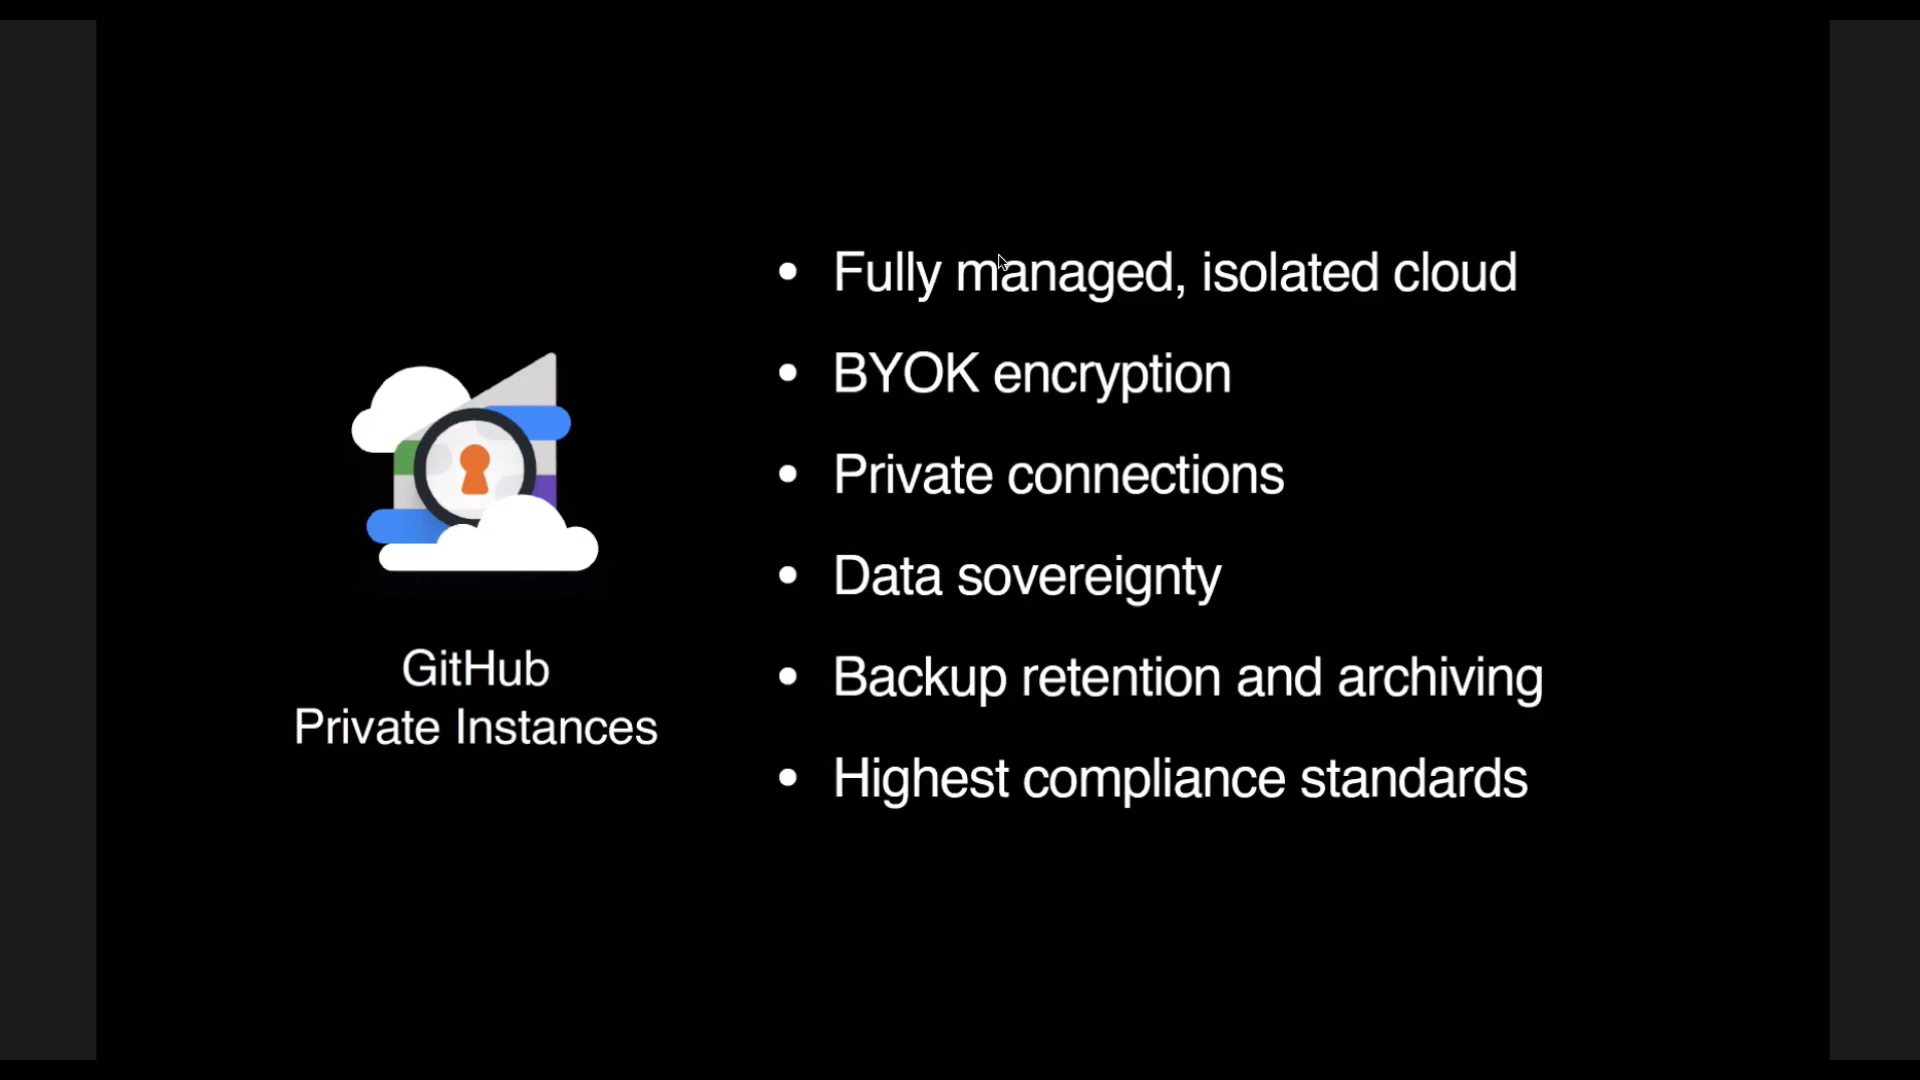 GitHub
Private Instances
• Fully managed, isolated cloud
• BYOK encryption
• Private connections
• Data sovereignty
• Backup retention and archiving
• Highest compliance standards